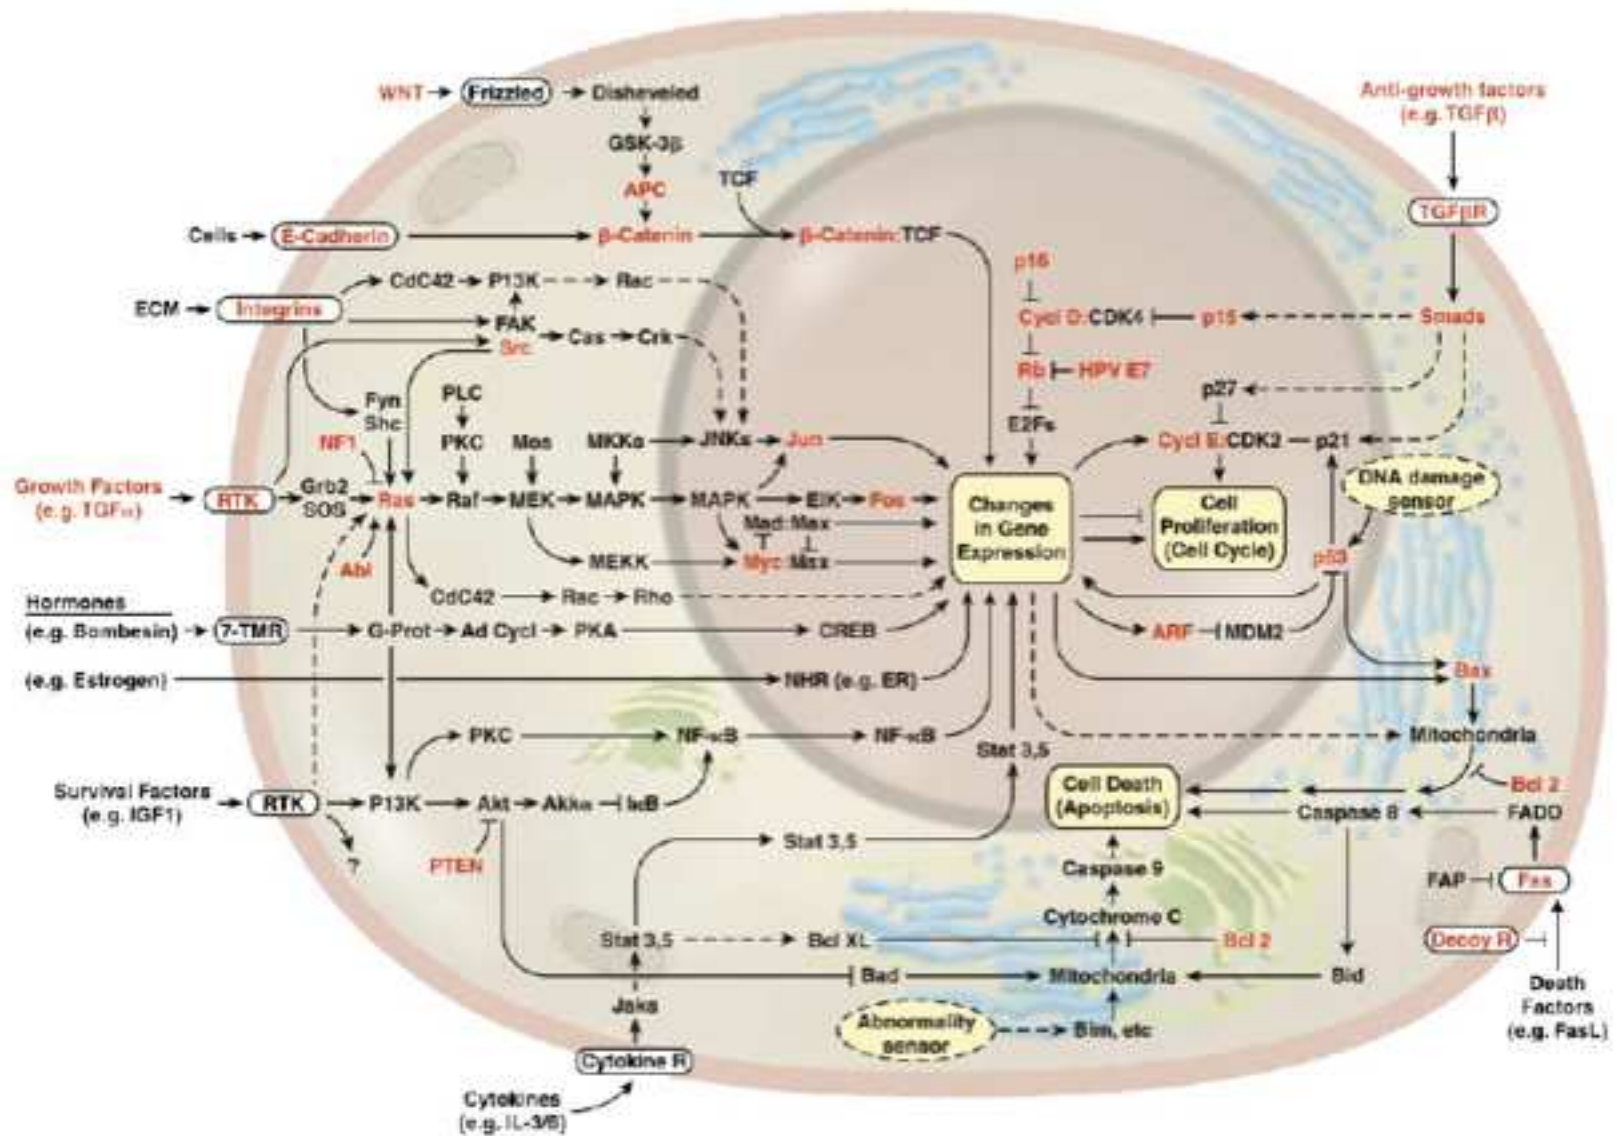 WNT
Frizzled
Disheveled
GSK-3β
APC
TCF
Anti-growth factors
(e.g. TGFβ)
TGFβR
Cells
E-Cadherin
β-Catenin
β-Catenin:TCF
p16
CdC42
P13K
Rac
ECM
Integrins
FAK
Src
Cas
Crk
Cycl D:CDK4
p15
Smads
Rb
HPV E7
p27
E2Fs
Fyn
Shc
PLC
NF1
PKC
Mos
MKKs
JNKs
Jun
Cycl E:CDK2
p21
Growth Factors
(e.g. TGFα)
RTK
Grb2
SOS
Ras
Raf
MEK
MAPK
MAPK
ElK
Fos
Changes
in Gene
Expression
Cell
Proliferation
(Cell Cycle)
DNA damage
sensor
Mad:Max
Myc:Max
Abl
MEKK
p53
CdC42
Rac
Rho
Hormones
(e.g. Bombesin)
7-TMR
G-Prot
Ad Cycl
PKA
CREB
ARF
MDM2
(e.g. Estrogen)
NHR (e.g. ER)
Bax
PKC
NF-κB
NF-κB
Stat 3,5
Mitochondria
Survival Factors
(e.g. IGF1)
RTK
P13K
Akt
Akkα
IκB
Cell Death
(Apoptosis)
Bcl 2
Caspase 8
FADD
PTEN
?
Stat 3,5
Caspase 9
FAP
Fas
Cytochrome C
Stat 3,5
Bcl XL
Bcl 2
Decoy R
Bad
Mitochondria
Bid
Death
Factors
(e.g. FasL)
Jaks
Abnormality
sensor
Bim, etc
Cytokine R
Cytokines
(e.g. IL-3/6)